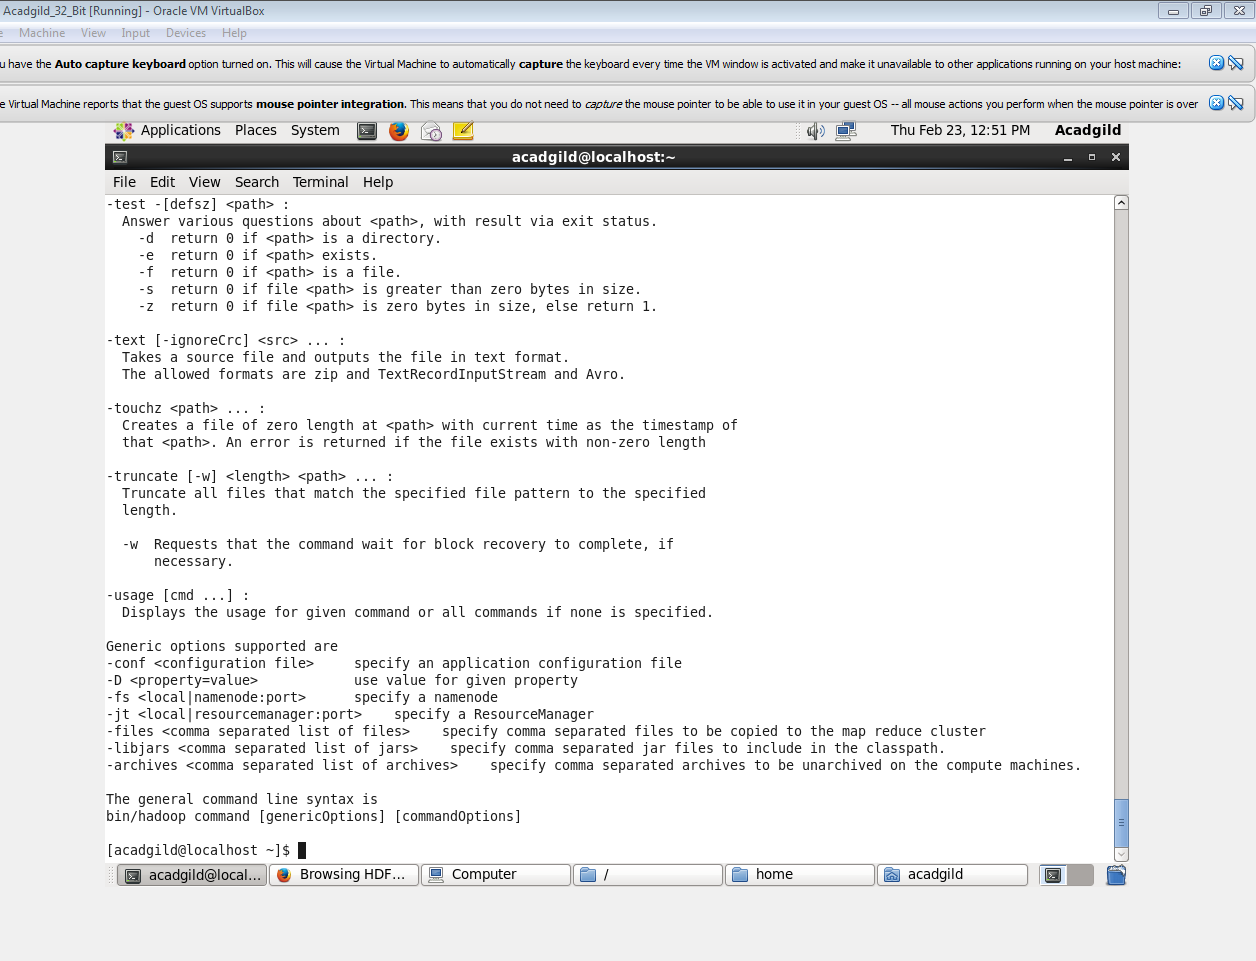 Acadgild_32_Bit [Running] - Oracle VM VirtualBox
Machine View Input Devices Help
have the Auto capture keyboard option turned on. This will cause the Virtual Machine to automatically capture the keyboard every time the VM window is activated and make it unavailable to other applications running on your host machine:
Virtual Machine reports that the guest OS supports mouse pointer integration. This means that you do not need to capture the mouse pointer to be able to use it in your guest OS -- all mouse actions you perform when the mouse pointer is over
Applications Places System Thu Feb 23, 12:51 PM Acadgild
acadgild@localhost:~
File Edit View Search Terminal Help
-test -[defsz] <path> :
  Answer various questions about <path>, with result via exit status.
    -d  return 0 if <path> is a directory.
    -e  return 0 if <path> exists.
    -f  return 0 if <path> is a file.
    -s  return 0 if file <path> is greater than zero bytes in size.
    -z  return 0 if file <path> is zero bytes in size, else return 1.
-text [-ignoreCrc] <src> ... :
  Takes a source file and outputs the file in text format.
  The allowed formats are zip and TextRecordInputStream and Avro.
-touchz <path> ... :
  Creates a file of zero length at <path> with current time as the timestamp of
  that <path>. An error is returned if the file exists with non-zero length
-truncate [-w] <length> <path> ... :
  Truncate all files that match the specified file pattern to the specified
  length.
  -w  Requests that the command wait for block recovery to complete, if
      necessary.
-usage [cmd ...] :
  Displays the usage for given command or all commands if none is specified.
Generic options supported are
-conf <configuration file>     specify an application configuration file
-D <property=value>            use value for given property
-fs <local|namenode:port>      specify a namenode
-jt <local|resourcemanager:port>    specify a ResourceManager
-files <comma separated list of files>    specify comma separated files to be copied to the map reduce cluster
-libjars <comma separated list of jars>    specify comma separated jar files to include in the classpath.
-archives <comma separated list of archives>    specify comma separated archives to be unarchived on the compute machines.
The general command line syntax is
bin/hadoop command [genericOptions] [commandOptions]
[acadgild@localhost ~]$
acadgild@local... Browsing HDF... Computer / home acadgild